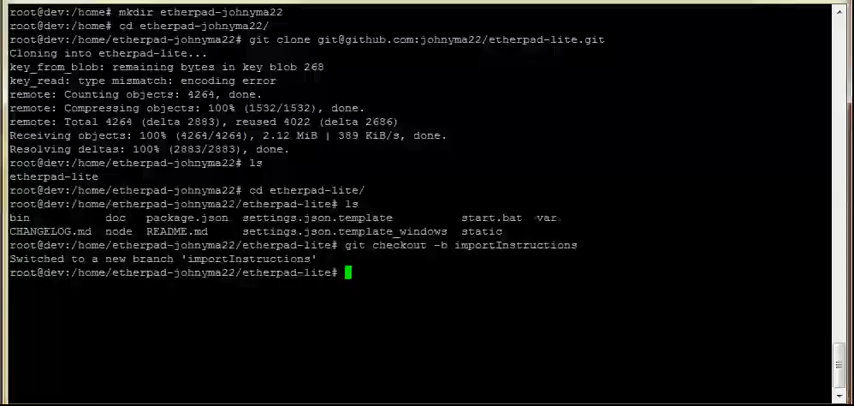 root@dev:/home# mkdir etherpad-johnyma22
root@dev:/home# cd etherpad-johnyma22/
root@dev:/home/etherpad-johnyma22# git clone git@github.com:johnyma22/etherpad-lite.git
Cloning into etherpad-lite...
key_from_blob: remaining bytes in key blob 268
key_read: type mismatch: encoding error
remote: Counting objects: 4264, done.
remote: Compressing objects: 100% (1532/1532), done.
remote: Total 4264 (delta 2883), reused 4022 (delta 2686)
Receiving objects: 100% (4264/4264), 2.12 MiB | 389 KiB/s, done.
Resolving deltas: 100% (2883/2883), done.
root@dev:/home/etherpad-johnyma22# ls
etherpad-lite
root@dev:/home/etherpad-johnyma22# cd etherpad-lite/
root@dev:/home/etherpad-johnyma22/etherpad-lite# ls
bin doc package.json settings.json.template start.bat var
CHANGELOG.md node README.md settings.json.template_windows static
root@dev:/home/etherpad-johnyma22/etherpad-lite# git checkout -b importInstructions
Switched to a new branch 'importInstructions'
root@dev:/home/etherpad-johnyma22/etherpad-lite#